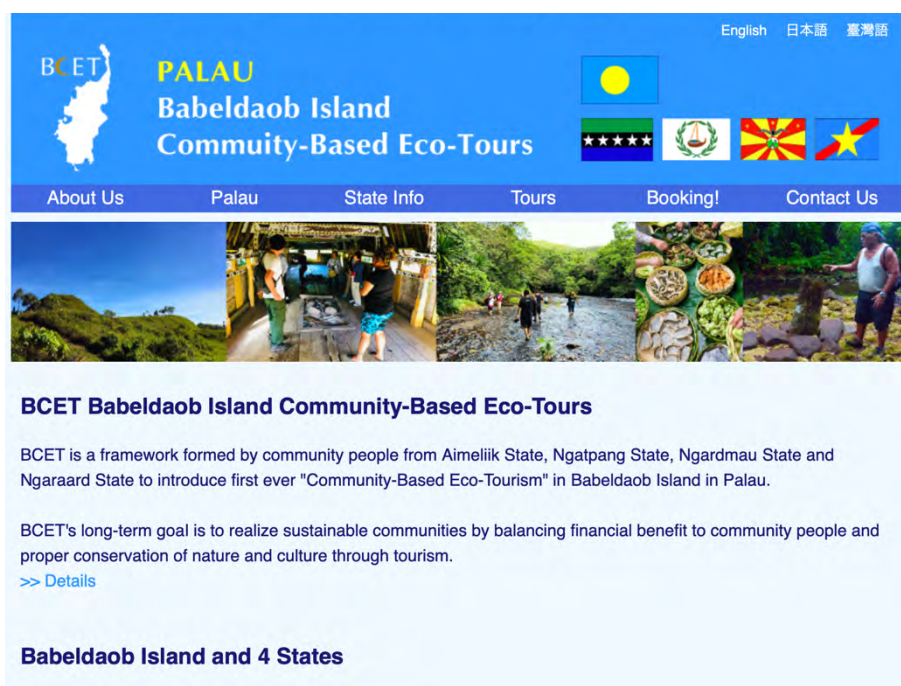 English 日本語 臺灣語
BCET
PALAU
Babeldaob Island
Commuity-Based Eco-Tours
About Us Palau State Info Tours Booking! Contact Us
BCET Babeldaob Island Community-Based Eco-Tours
BCET is a framework formed by community people from Aimeliik State, Ngatpang State, Ngardmau State and
Ngaraard State to introduce first ever "Community-Based Eco-Tourism" in Babeldaob Island in Palau.
BCET's long-term goal is to realize sustainable communities by balancing financial benefit to community people and
proper conservation of nature and culture through tourism.
>> Details
Babeldaob Island and 4 States